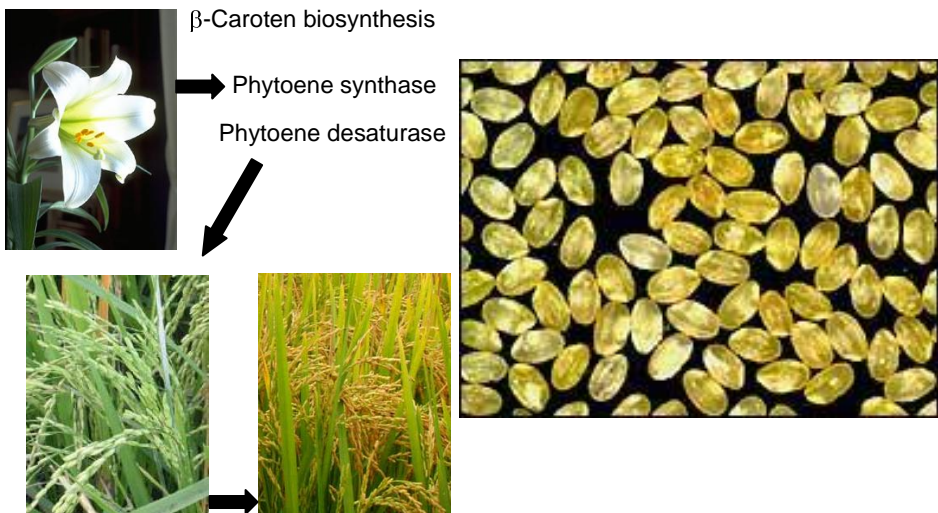 β-Caroten biosynthesis
Phytoene synthase
Phytoene desaturase